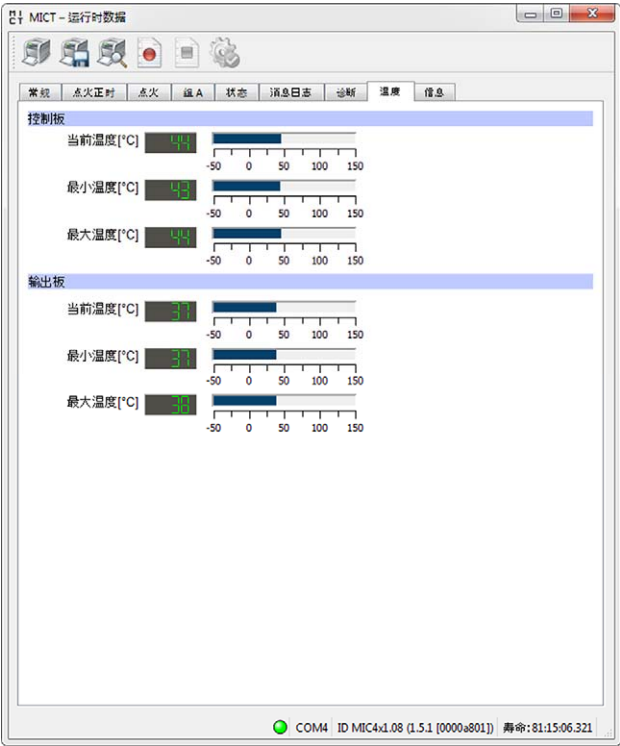 MICT – 运行时数据
常规 点火正时 点火 组A 状态 消息日志 诊断 温度 信息
控制板
当前温度[°C] 44
-50 0 50 100 150
最小温度[°C] 43
-50 0 50 100 150
最大温度[°C] 44
-50 0 50 100 150
输出板
当前温度[°C] 37
-50 0 50 100 150
最小温度[°C] 37
-50 0 50 100 150
最大温度[°C] 38
-50 0 50 100 150
COM4 ID MIC4x1.08 (1.5.1 [0000a801]) 寿命:81:15:06.321